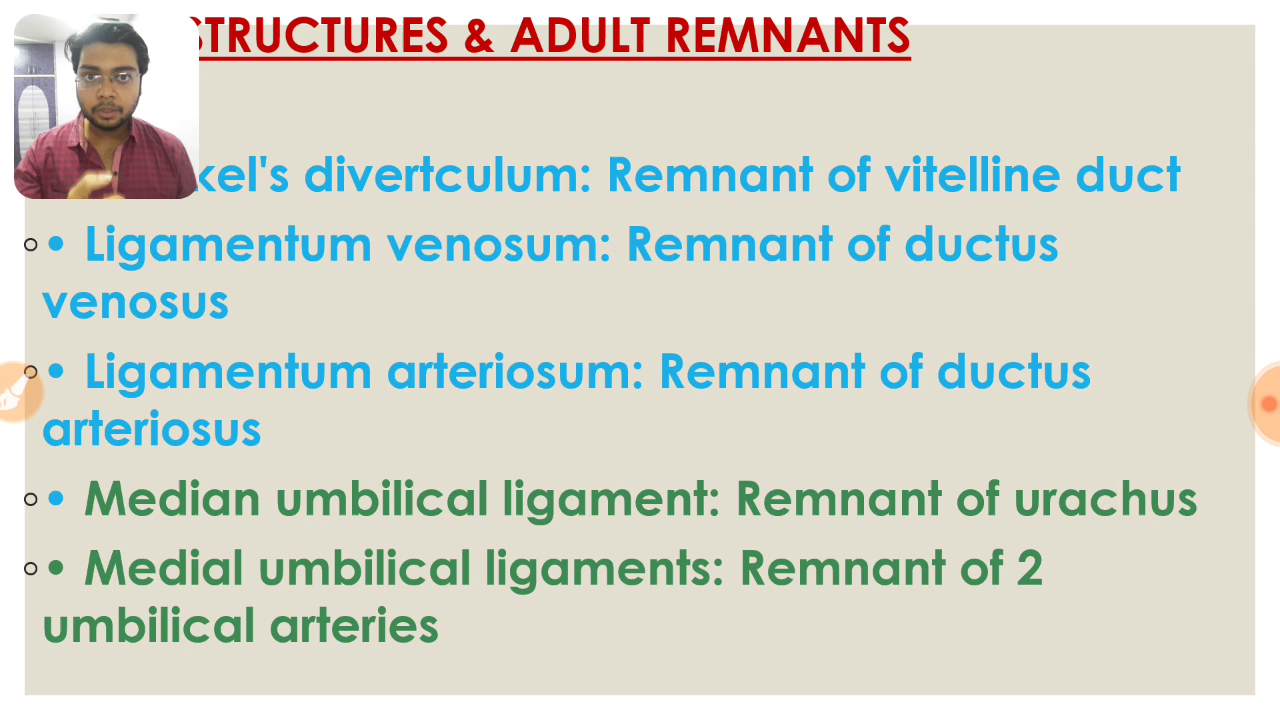 STRUCTURES & ADULT REMNANTS
kel's divertculum: Remnant of vitelline duct
• Ligamentum venosum: Remnant of ductus
venosus
• Ligamentum arteriosum: Remnant of ductus
arteriosus
• Median umbilical ligament: Remnant of urachus
• Medial umbilical ligaments: Remnant of 2
umbilical arteries